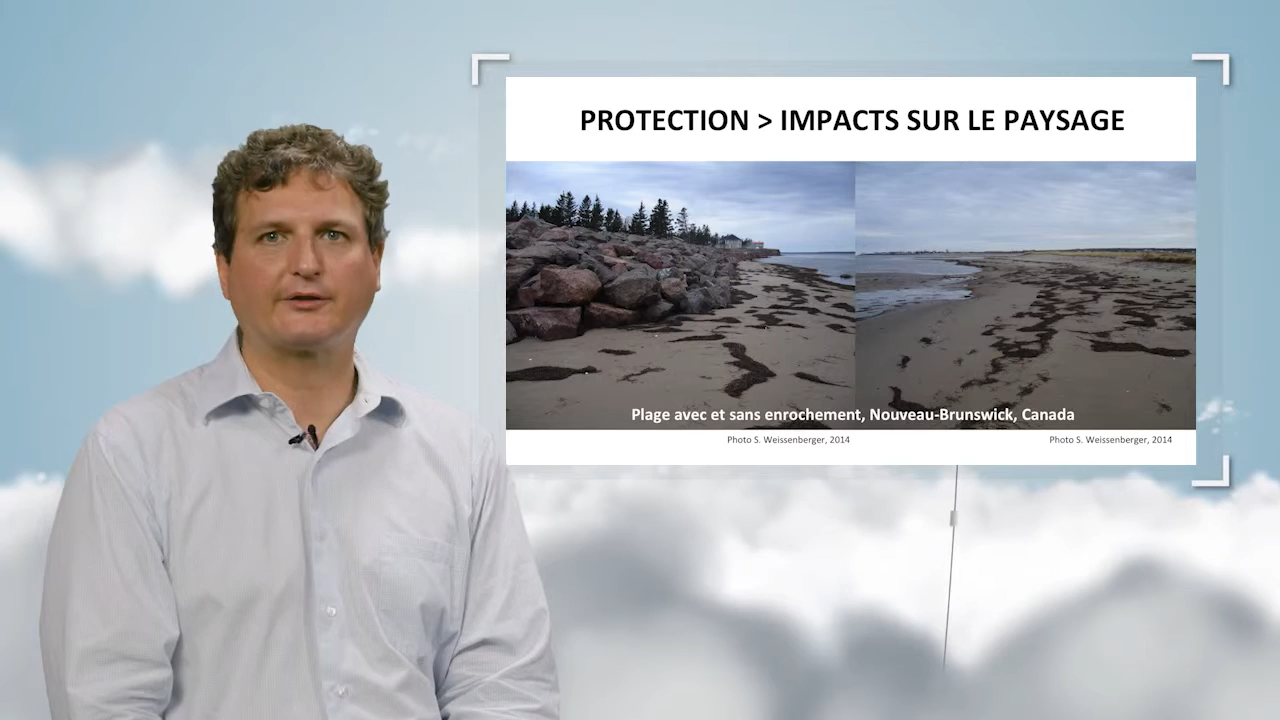 PROTECTION > IMPACTS SUR LE PAYSAGE
Plage avec et sans enrochement, Nouveau-Brunswick, Canada
Photo S. Weissenberger, 2014
Photo S. Weissenberger, 2014